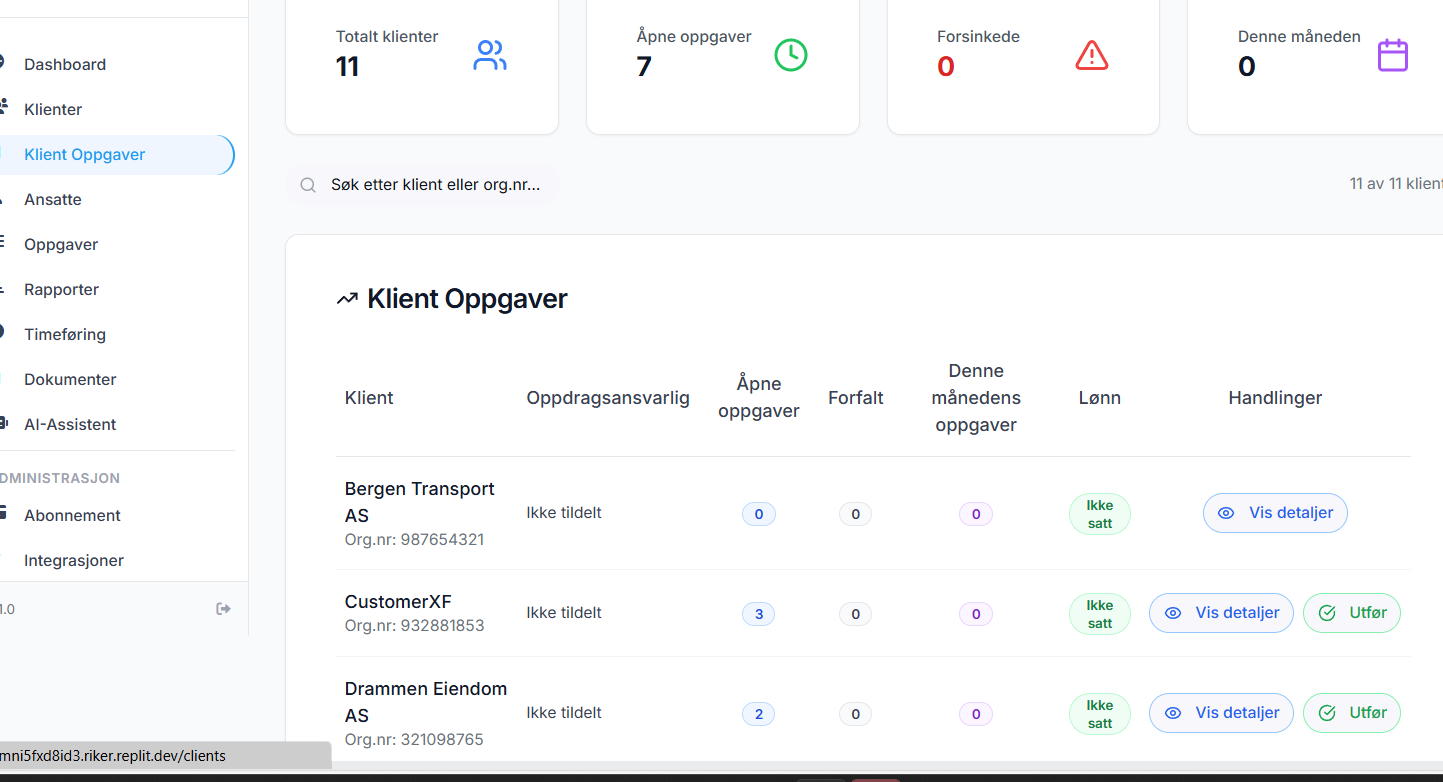 Dashboard
Klienter
Klient Oppgaver
Ansatte
Oppgaver
Rapporter
Timeføring
Dokumenter
AI-Assistent
DMINISTRASJON
Abonnement
Integrasjoner
1.0
mni5fxd8id3.riker.replit.dev/clients
Totalt klienter
11
Åpne oppgaver
7
Forsinkede
0
Denne måneden
0
Søk etter klient eller org.nr...
11 av 11 klient
Klient Oppgaver
Klient
Oppdragsansvarlig
Åpne
oppgaver
Forfalt
Denne
månedens
oppgaver
Lønn
Handlinger
Bergen Transport
AS
Org.nr: 987654321
Ikke tildelt
0
0
0
Ikke
satt
Vis detaljer
CustomerXF
Org.nr: 932881853
Ikke tildelt
3
0
0
Ikke
satt
Vis detaljer
Utfør
Drammen Eiendom
AS
Org.nr: 321098765
Ikke tildelt
2
0
0
Ikke
satt
Vis detaljer
Utfør